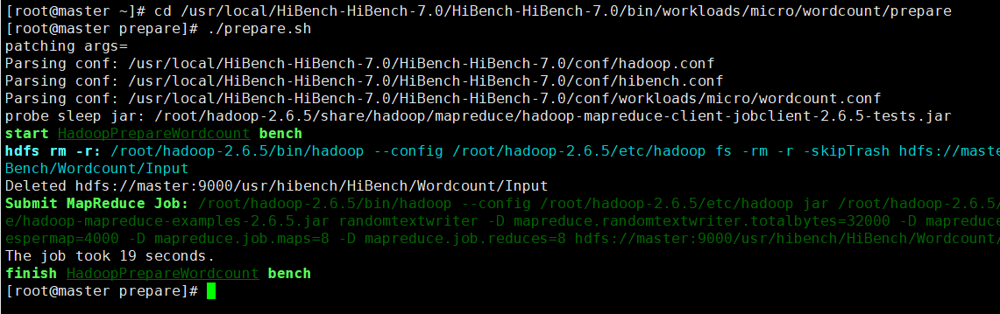 [root@master ~]# cd /usr/local/HiBench-HiBench-7.0/HiBench-HiBench-7.0/bin/workloads/micro/wordcount/prepare
[root@master prepare]# ./prepare.sh
patching args=
Parsing conf: /usr/local/HiBench-HiBench-7.0/HiBench-HiBench-7.0/conf/hadoop.conf
Parsing conf: /usr/local/HiBench-HiBench-7.0/HiBench-HiBench-7.0/conf/hibench.conf
Parsing conf: /usr/local/HiBench-HiBench-7.0/HiBench-HiBench-7.0/conf/workloads/micro/wordcount.conf
probe sleep jar: /root/hadoop-2.6.5/share/hadoop/mapreduce/hadoop-mapreduce-client-jobclient-2.6.5-tests.jar
start HadoopPrepareWordcount bench
hdfs rm -r: /root/hadoop-2.6.5/bin/hadoop --config /root/hadoop-2.6.5/etc/hadoop fs -rm -r -skipTrash hdfs://maste
Bench/Wordcount/Input
Deleted hdfs://master:9000/usr/hibench/HiBench/Wordcount/Input
Submit MapReduce Job: /root/hadoop-2.6.5/bin/hadoop --config /root/hadoop-2.6.5/etc/hadoop jar /root/hadoop-2.6.5/
e/hadoop-mapreduce-examples-2.6.5.jar randomtextwriter -D mapreduce.randomtextwriter.totalbytes=32000 -D mapreduce
espermap=4000 -D mapreduce.job.maps=8 -D mapreduce.job.reduces=8 hdfs://master:9000/usr/hibench/HiBench/Wordcount/
The job took 19 seconds.
finish HadoopPrepareWordcount bench
[root@master prepare]#